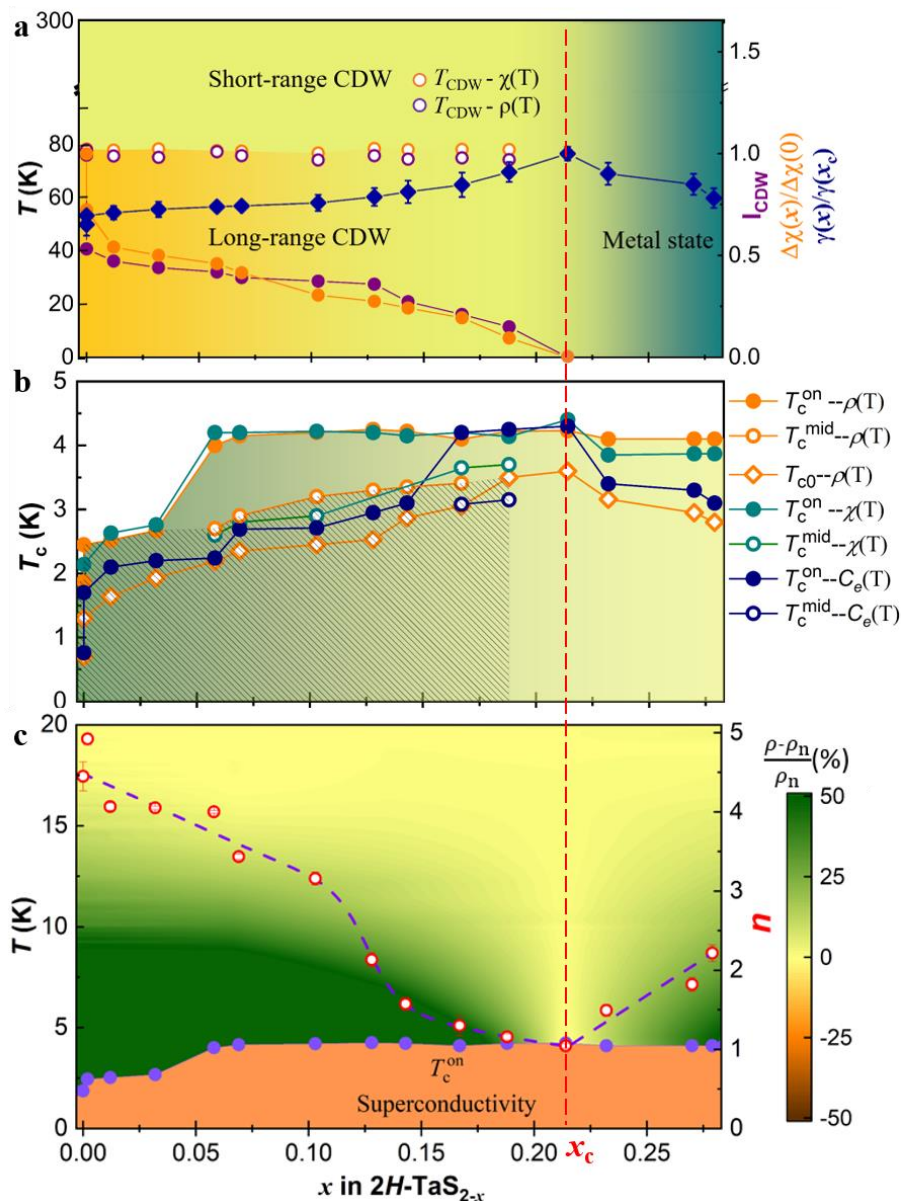 a
300
Short-range CDW
T_CDW - χ(T)
T_CDW - ρ(T)
80
60
40
20
0
T (K)
Long-range CDW
Metal state
1.5
1.0
0.5
0.0
I_CDW
Δχ(x)/Δχ(0)
γ(x)/γ(x_c)
b
5
4
3
2
1
0
T_c (K)
T_c^on --ρ(T)
T_c^mid --ρ(T)
T_c0--ρ(T)
T_c^on --χ(T)
T_c^mid--χ(T)
T_c^on--C_e(T)
T_c^mid--C_e(T)
c
20
15
10
5
0
T (K)
T_c^on
Superconductivity
5
4
3
2
1
0
n
ρ-ρ_n/ρ_n (%)
50
25
0
-25
-50
0.00 0.05 0.10 0.15 0.20 0.25
x_c
x in 2H-TaS_2-x